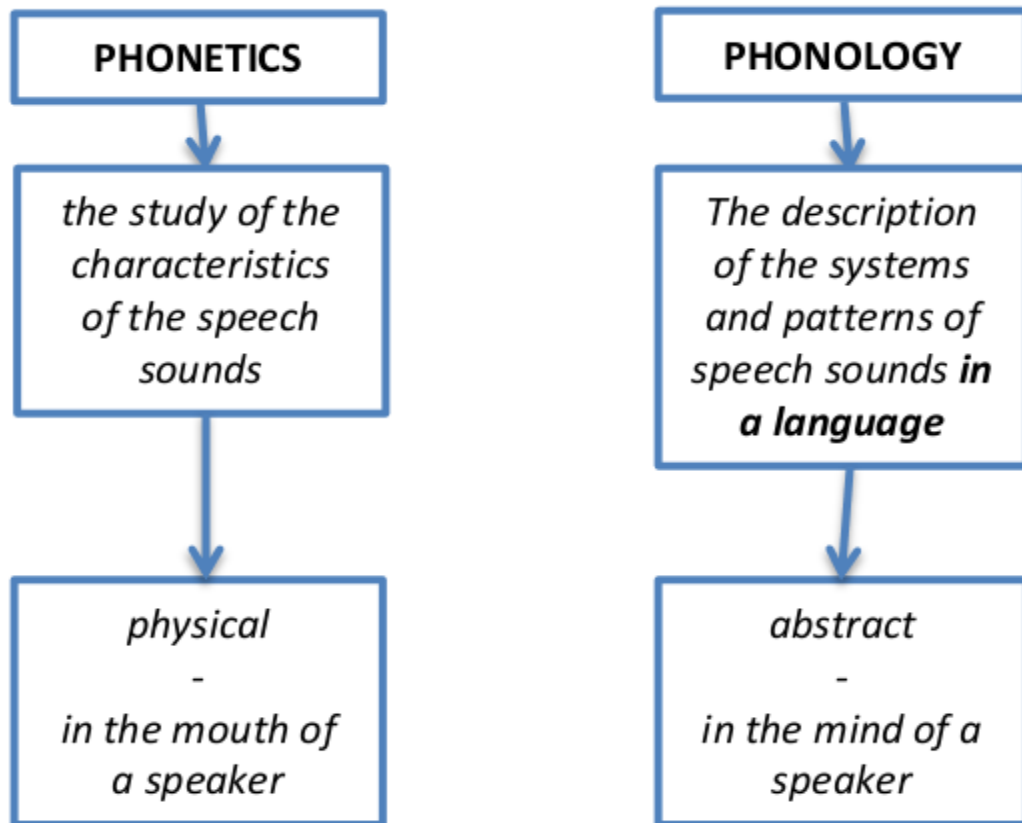 PHONETICS
the study of the
characteristics
of the speech
sounds
physical
-
in the mouth of
a speaker
PHONOLOGY
The description
of the systems
and patterns of
speech sounds in
a language
abstract
-
in the mind of a
speaker